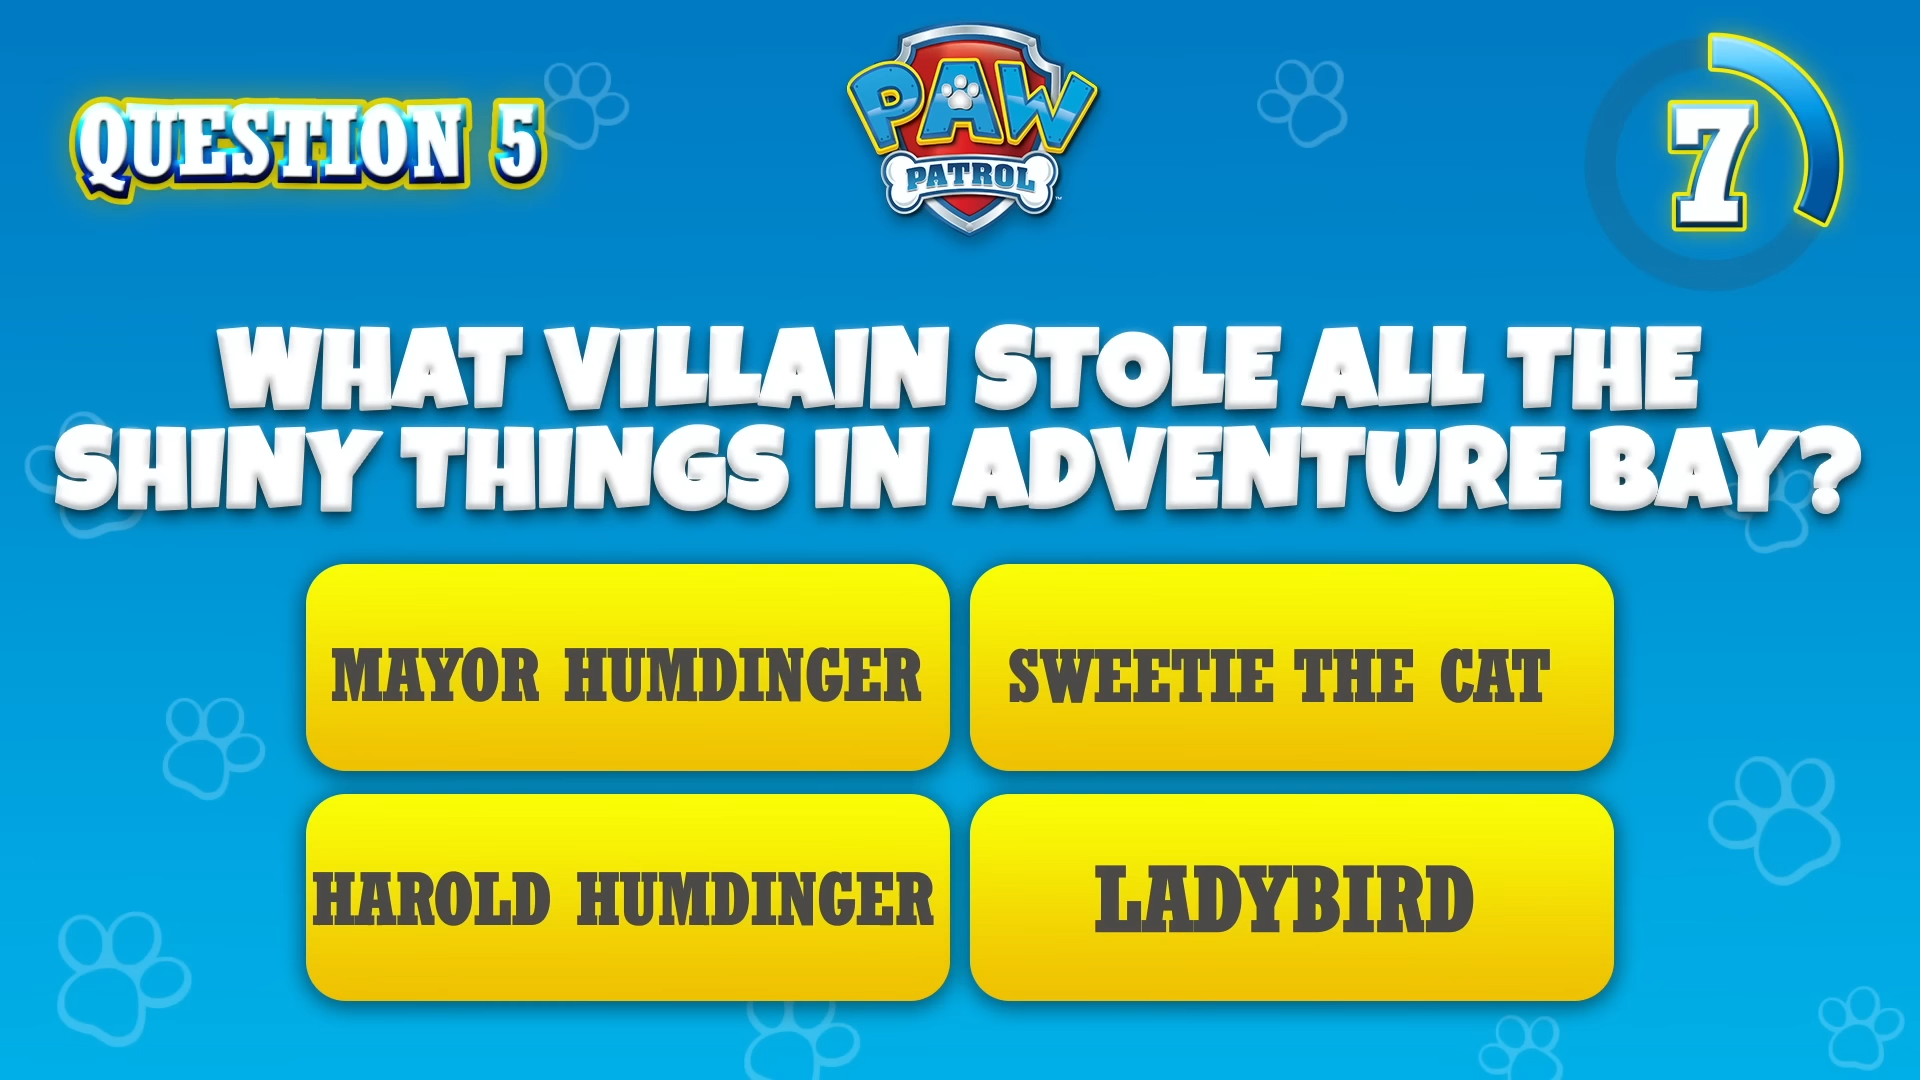 QUESTION 5
PAW
PATROL
7
WHAT VILLAIN STOLE ALL THE
SHINY THINGS IN ADVENTURE BAY?
MAYOR HUMDINGER
SWEETIE THE CAT
HAROLD HUMDINGER
LADYBIRD